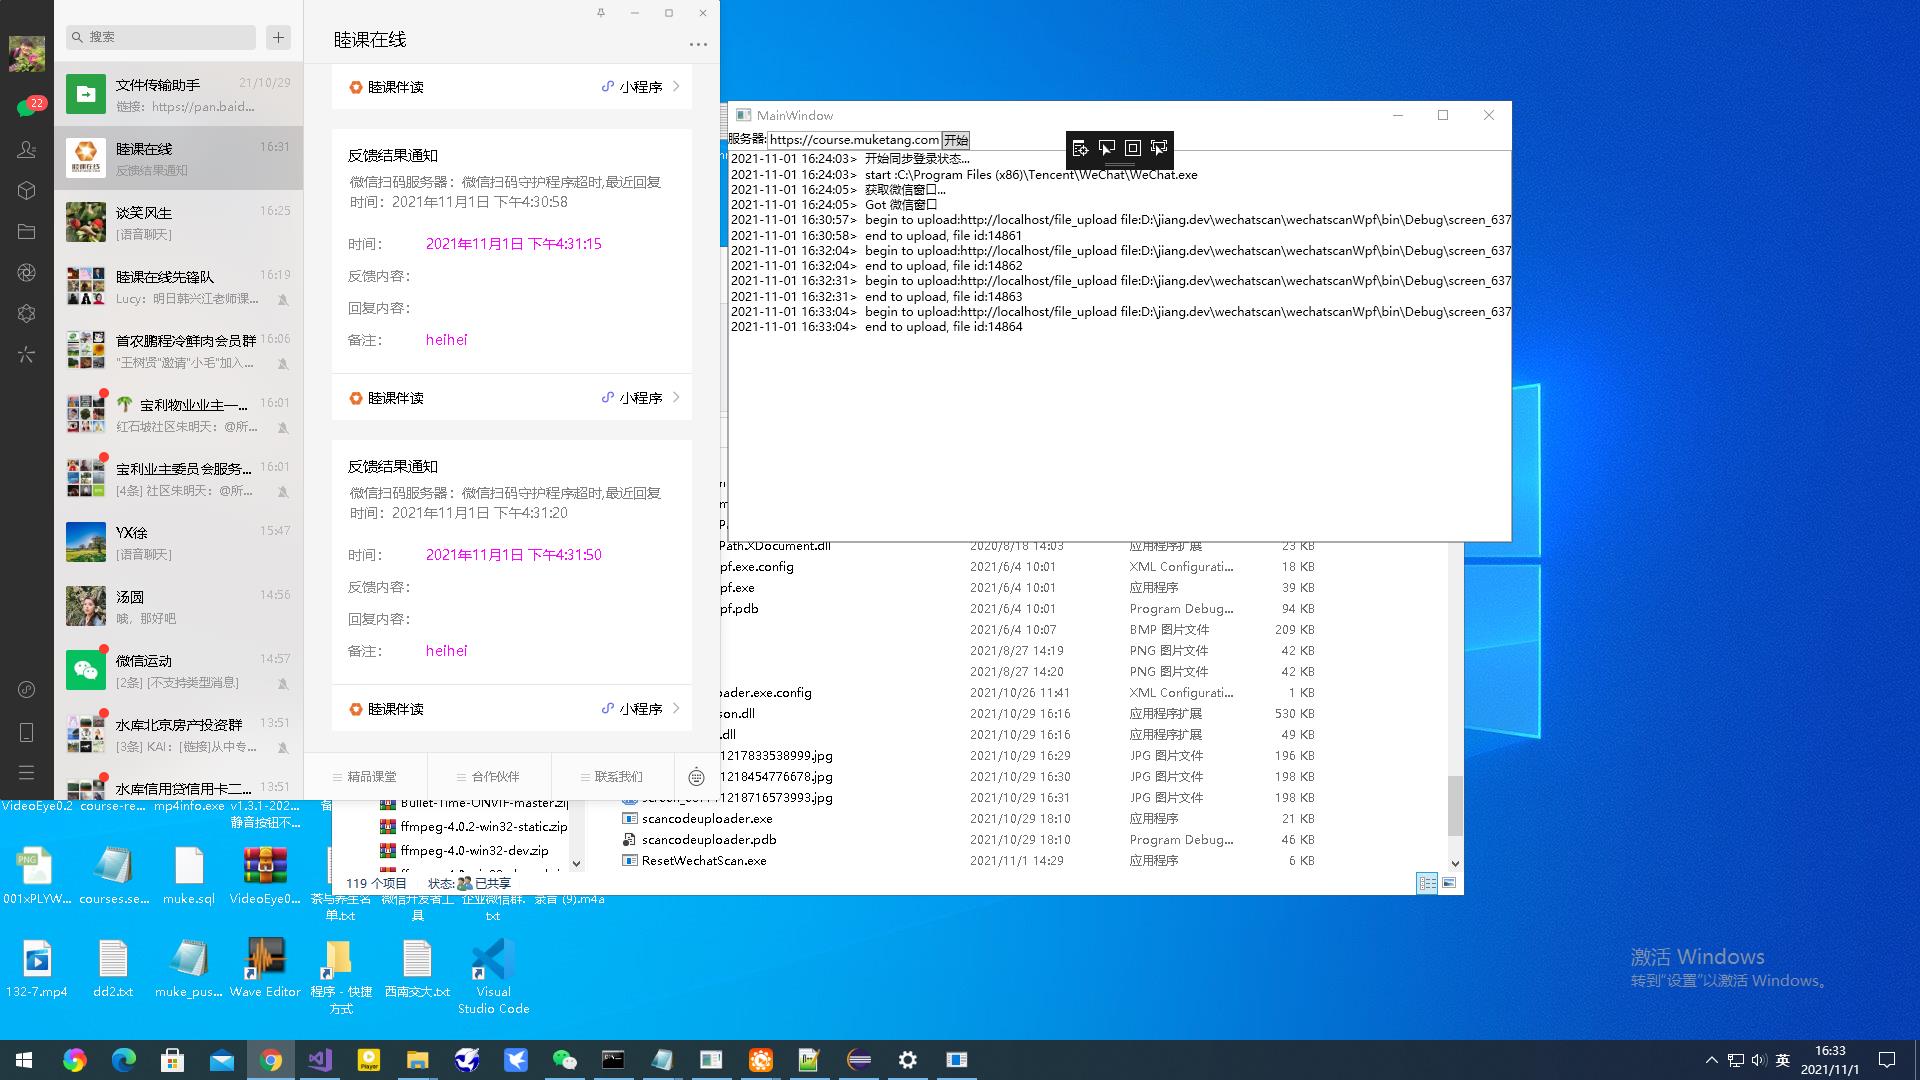 搜索
22
文件传输助手 21/10/29
链接：https://pan.baid...
睦课在线 16:31
反馈结果通知
谈笑风生 16:25
[语音聊天]
睦课在线先锋队 16:19
Lucy：明日韩兴江老师课...
首农鹏程冷鲜肉会员群 16:06
"王树贤"邀请"小毛"加入...
宝利物业业主一... 16:01
红石坡社区朱明天：@所...
宝利业主委员会服务... 16:01
[4条] 社区朱明天：@所...
YX徐 15:47
[语音聊天]
汤圆 14:56
哦，那好吧
微信运动 14:57
[2条] [不支持类型消息]
水库北京房产投资群 13:51
[3条] KAI：[链接]从中专...
水库信用贷信用卡二... 13:51
睦课在线
睦课伴读 小程序
反馈结果通知
微信扫码服务器：微信扫码守护程序超时,最近回复
时间：2021年11月1日 下午4:30:58
时间： 2021年11月1日 下午4:31:15
反馈内容：
回复内容：
备注： heihei
睦课伴读 小程序
反馈结果通知
微信扫码服务器：微信扫码守护程序超时,最近回复
时间：2021年11月1日 下午4:31:20
时间： 2021年11月1日 下午4:31:50
反馈内容：
回复内容：
备注： heihei
睦课伴读 小程序
精品课堂 合作伙伴 联系我们
MainWindow
服务器: https://course.muketang.com 开始
2021-11-01 16:24:03> 开始同步登录状态...
2021-11-01 16:24:03> start :C:\Program Files (x86)\Tencent\WeChat\WeChat.exe
2021-11-01 16:24:05> 获取微信窗口...
2021-11-01 16:24:05> Got 微信窗口
2021-11-01 16:30:57> begin to upload:http://localhost/file_upload file:D:\jiang.dev\wechatscan\wechatscanWpf\bin\Debug\screen_637
2021-11-01 16:30:58> end to upload, file id:14861
2021-11-01 16:32:04> begin to upload:http://localhost/file_upload file:D:\jiang.dev\wechatscan\wechatscanWpf\bin\Debug\screen_637
2021-11-01 16:32:04> end to upload, file id:14862
2021-11-01 16:32:31> begin to upload:http://localhost/file_upload file:D:\jiang.dev\wechatscan\wechatscanWpf\bin\Debug\screen_637
2021-11-01 16:32:31> end to upload, file id:14863
2021-11-01 16:33:04> begin to upload:http://localhost/file_upload file:D:\jiang.dev\wechatscan\wechatscanWpf\bin\Debug\screen_637
2021-11-01 16:33:04> end to upload, file id:14864
Path.XDocument.dll 2020/8/18 14:03 应用程序扩展 23 KB
pf.exe.config 2021/6/4 10:01 XML Configurati... 18 KB
pf.exe 2021/6/4 10:01 应用程序 39 KB
pf.pdb 2021/6/4 10:01 Program Debug... 94 KB
2021/6/4 10:07 BMP 图片文件 209 KB
2021/8/27 14:19 PNG 图片文件 42 KB
2021/8/27 14:20 PNG 图片文件 42 KB
ader.exe.config 2021/10/26 11:41 XML Configurati... 1 KB
son.dll 2021/10/29 16:16 应用程序扩展 530 KB
.dll 2021/10/29 16:16 应用程序扩展 49 KB
1217833538999.jpg 2021/10/29 16:29 JPG 图片文件 196 KB
1218454776678.jpg 2021/10/29 16:30 JPG 图片文件 198 KB
1218716573993.jpg 2021/10/29 16:31 JPG 图片文件 198 KB
scancodeuploader.exe 2021/10/29 18:10 应用程序 21 KB
scancodeuploader.pdb 2021/10/29 18:10 Program Debug... 46 KB
ResetWechatScan.exe 2021/11/1 14:29 应用程序 6 KB
Bullet-Time-ONVIF-master.zip
ffmpeg-4.0.2-win32-static.zip
ffmpeg-4.0-win32-dev.zip
119 个项目 状态: 已共享
VideoEye0.2 course-re... mp4info.exe v1.3.1-202...
静音按钮不...
001xPLYW... courses.se... muke.sql VideoEye0... 茶与养生名单.txt 微信开发者工具 企业微信群.txt 录音 (9).m4a
132-7.mp4 dd2.txt muke_pus... Wave Editor 程序 - 快捷方式 西南交大.txt Visual Studio Code
激活 Windows
转到"设置"以激活 Windows。
英
16:33
2021/11/1